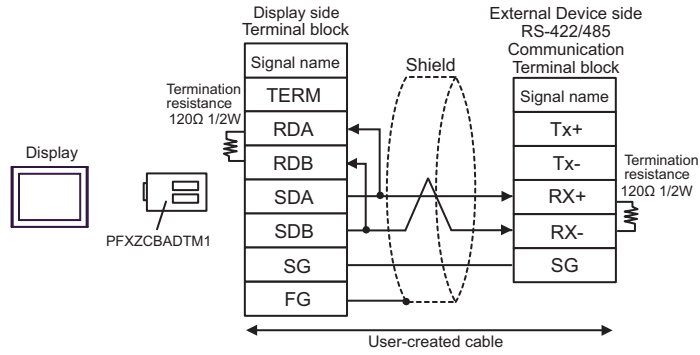 Display side
Terminal block
External Device side
RS-422/485
Communication
Terminal block
Shield
Signal name
Signal name
Termination
resistance
120Ω 1/2W
TERM
RDA
RDB
SDA
SDB
SG
FG
Tx+
Tx-
RX+
RX-
SG
Termination
resistance
120Ω 1/2W
Display
PFXZCBADTM1
User-created cable